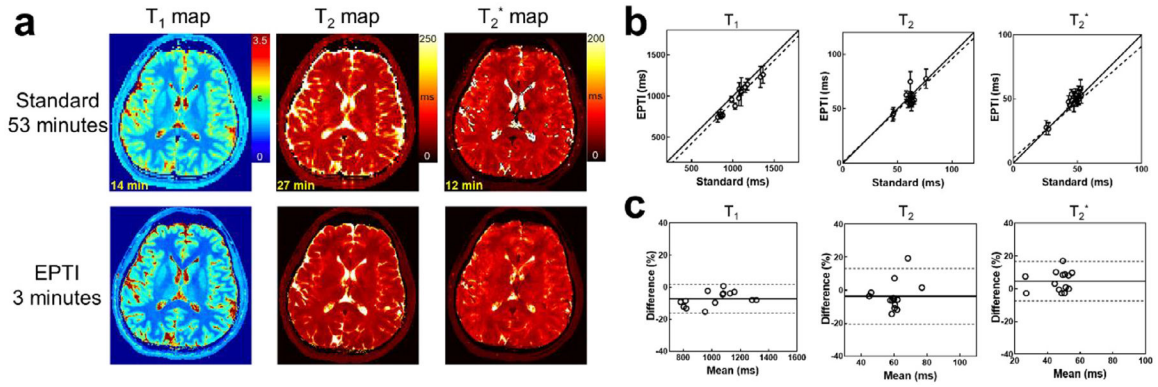 a
T₁ map
T₂ map
T₂* map
Standard
53 minutes
14 min
3.5
s
0
27 min
250
ms
0
12 min
200
ms
0
EPTI
3 minutes
b
T₁
EPTI (ms)
1500
1000
500
500
1000
1500
Standard (ms)
T₂
EPTI (ms)
100
50
0
0
50
100
Standard (ms)
T₂*
EPTI (ms)
100
50
0
0
50
100
Standard (ms)
c
T₁
Difference (%)
40
20
0
-20
-40
800
1000
1200
1400
1600
Mean (ms)
T₂
Difference (%)
40
20
0
-20
-40
40
60
80
100
Mean (ms)
T₂*
Difference (%)
40
20
0
-20
-40
20
40
60
80
100
Mean (ms)